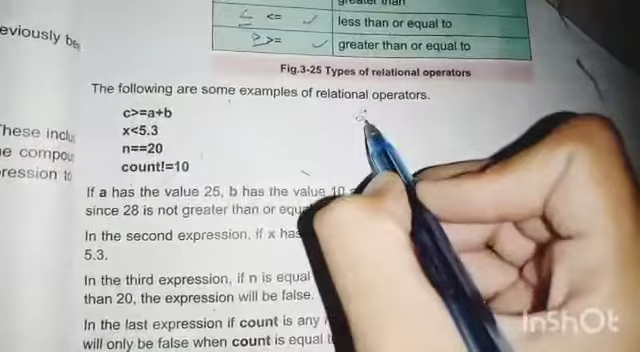 greater than
<= less than or equal to
>= greater than or equal to
Fig.3-25 Types of relational operators
eviously be
The following are some examples of relational operators.
c>=a+b
x<5.3
n==20
count!=10
These inclu
e compou
ression to
If a has the value 25, b has the value 10
since 28 is not greater than or equa
In the second expression, if x has
5.3.
In the third expression, if n is equal
than 20, the expression will be false.
In the last expression if count is any
will only be false when count is equal t
InShOt